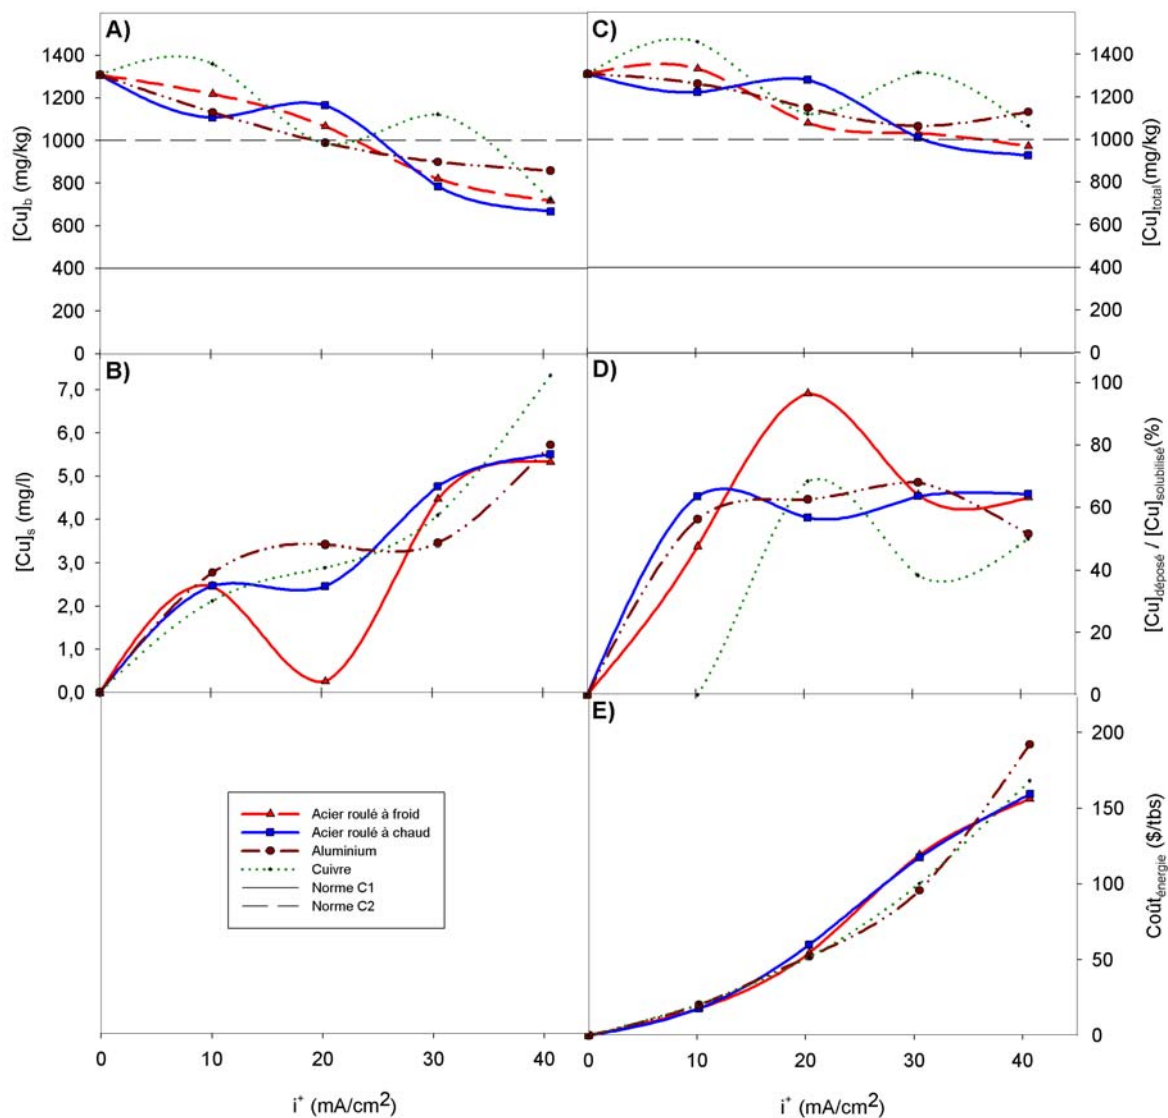 A)
1400
1200
1000
800
600
400
200
0
[Cu]b (mg/kg)
C)
1400
1200
1000
800
600
400
200
0
[Cu]total(mg/kg)
B)
7,0
6,0
5,0
4,0
3,0
2,0
1,0
0,0
[Cu]s (mg/l)
D)
100
80
60
40
20
0
[Cu]déposé / [Cu]solubilisé(%)
E)
200
150
100
50
0
Coûténergie ($/tbs)
Acier roulé à froid
Acier roulé à chaud
Aluminium
Cuivre
Norme C1
Norme C2
0 10 20 30 40
i+ (mA/cm2)
0 10 20 30 40
i+ (mA/cm2)